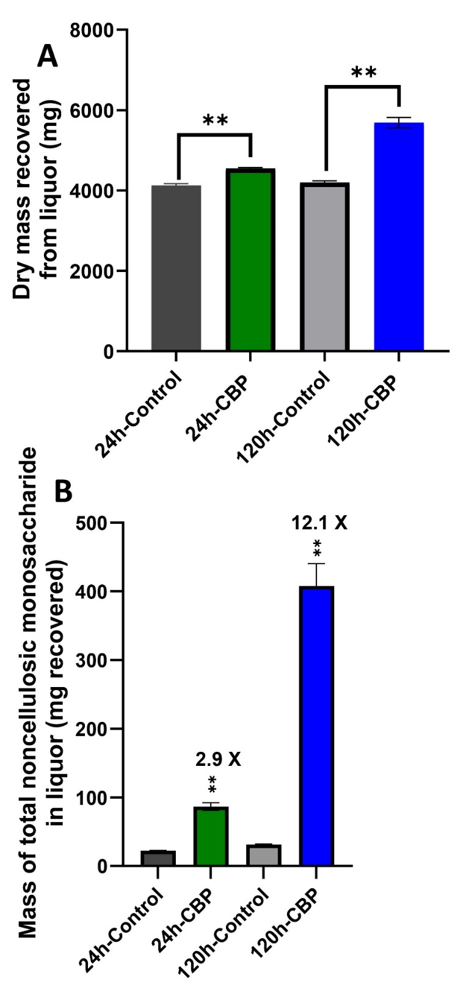 A
Dry mass recovered
from liquor (mg)
8000
6000
4000
2000
0
**
**
24h-Control
24h-CBP
120h-Control
120h-CBP
B
Mass of total noncellulosic monosaccharide
in liquor (mg recovered)
500
400
300
200
100
0
2.9 X
**
12.1 X
**
24h-Control
24h-CBP
120h-Control
120h-CBP